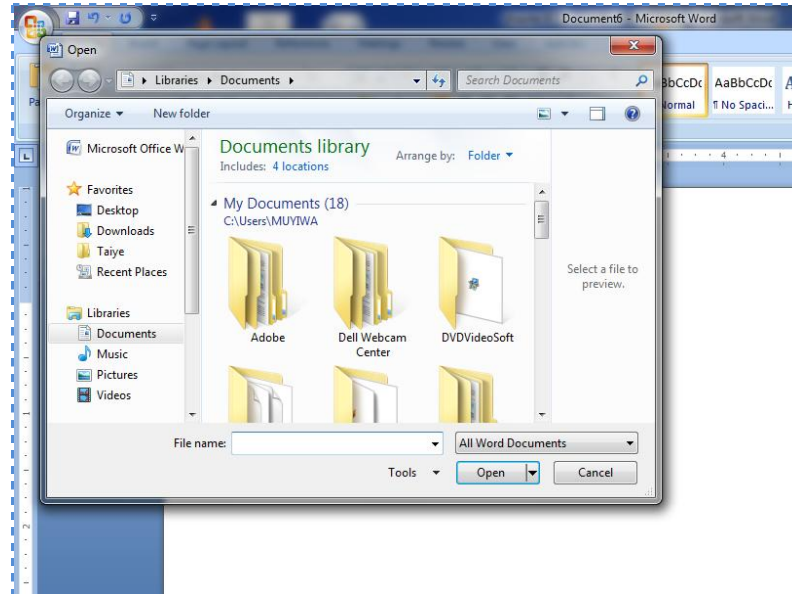 Document6 - Microsoft Word
Open
Libraries Documents
Search Documents
Organize
New folder
BbCcDc AaBbCcDc
Normal ¶ No Spaci...
Microsoft Office W
Favorites
Desktop
Downloads
Taiye
Recent Places
Libraries
Documents
Music
Pictures
Videos
Documents library
Includes: 4 locations
Arrange by: Folder
My Documents (18)
C:\Users\MUYIWA
Adobe
Dell Webcam
Center
DVDVideoSoft
Select a file to
preview.
File name:
All Word Documents
Tools
Open
Cancel
4
2